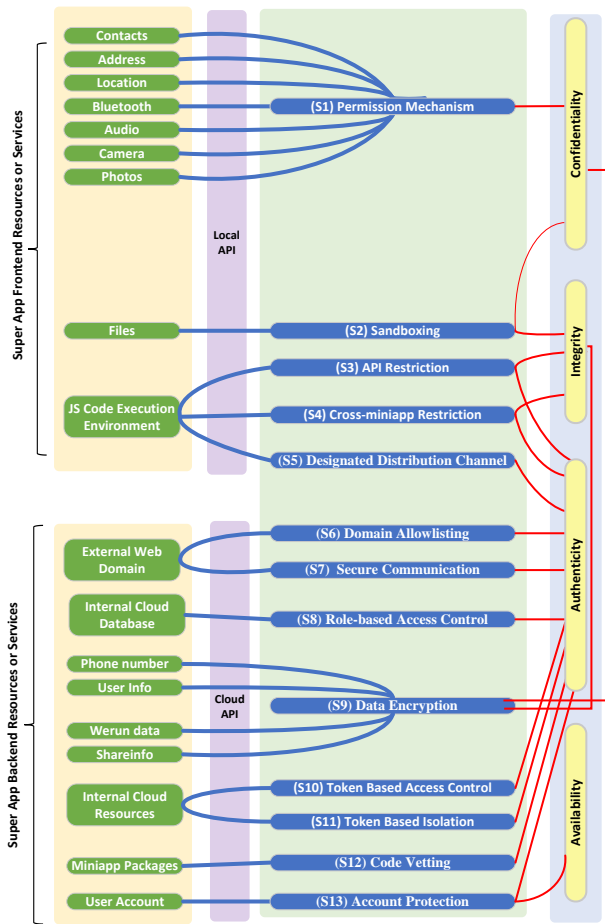 Super App Frontend Resources or Services
Contacts
Address
Location
Bluetooth
Audio
Camera
Photos
Files
JS Code Execution
Environment
Local
API
(S1) Permission Mechanism
(S2) Sandboxing
(S3) API Restriction
(S4) Cross-miniapp Restriction
(S5) Designated Distribution Channel
Super App Backend Resources or Services
External Web
Domain
Internal Cloud
Database
Phone number
User Info
Werun data
Shareinfo
Internal Cloud
Resources
Miniapp Packages
User Account
Cloud
API
(S6) Domain Allowlisting
(S7) Secure Communication
(S8) Role-based Access Control
(S9) Data Encryption
(S10) Token Based Access Control
(S11) Token Based Isolation
(S12) Code Vetting
(S13) Account Protection
Confidentiality
Integrity
Authenticity
Availability